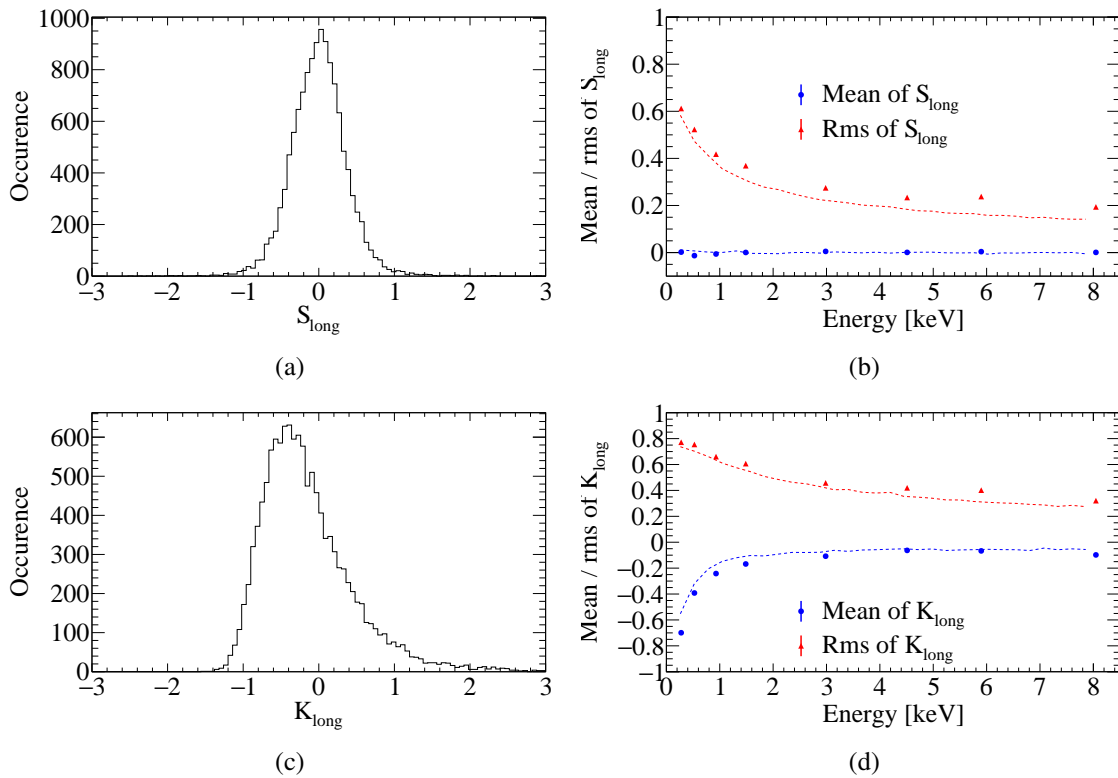 1000
800
600
400
200
0
Occurence
−3 −2 −1 0 1 2 3
S_long
(a)
1
0.8
0.6
0.4
0.2
0
Mean / rms of S_long
Mean of S_long
Rms of S_long
0 1 2 3 4 5 6 7 8
Energy [keV]
(b)
600
500
400
300
200
100
0
Occurence
−3 −2 −1 0 1 2 3
K_long
(c)
1
0.8
0.6
0.4
0.2
0
−0.2
−0.4
−0.6
−0.8
−1
Mean / rms of K_long
Mean of K_long
Rms of K_long
0 1 2 3 4 5 6 7 8
Energy [keV]
(d)